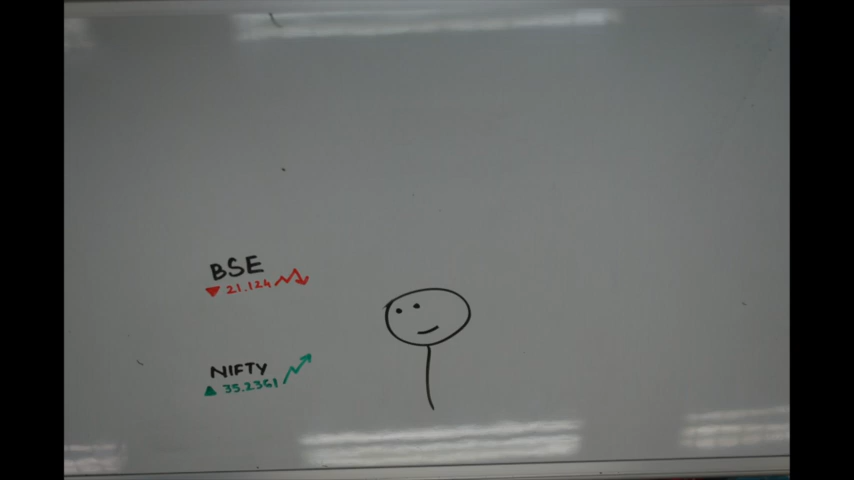 BSE
▼ 21.124
NIFTY
▲ 35.2361